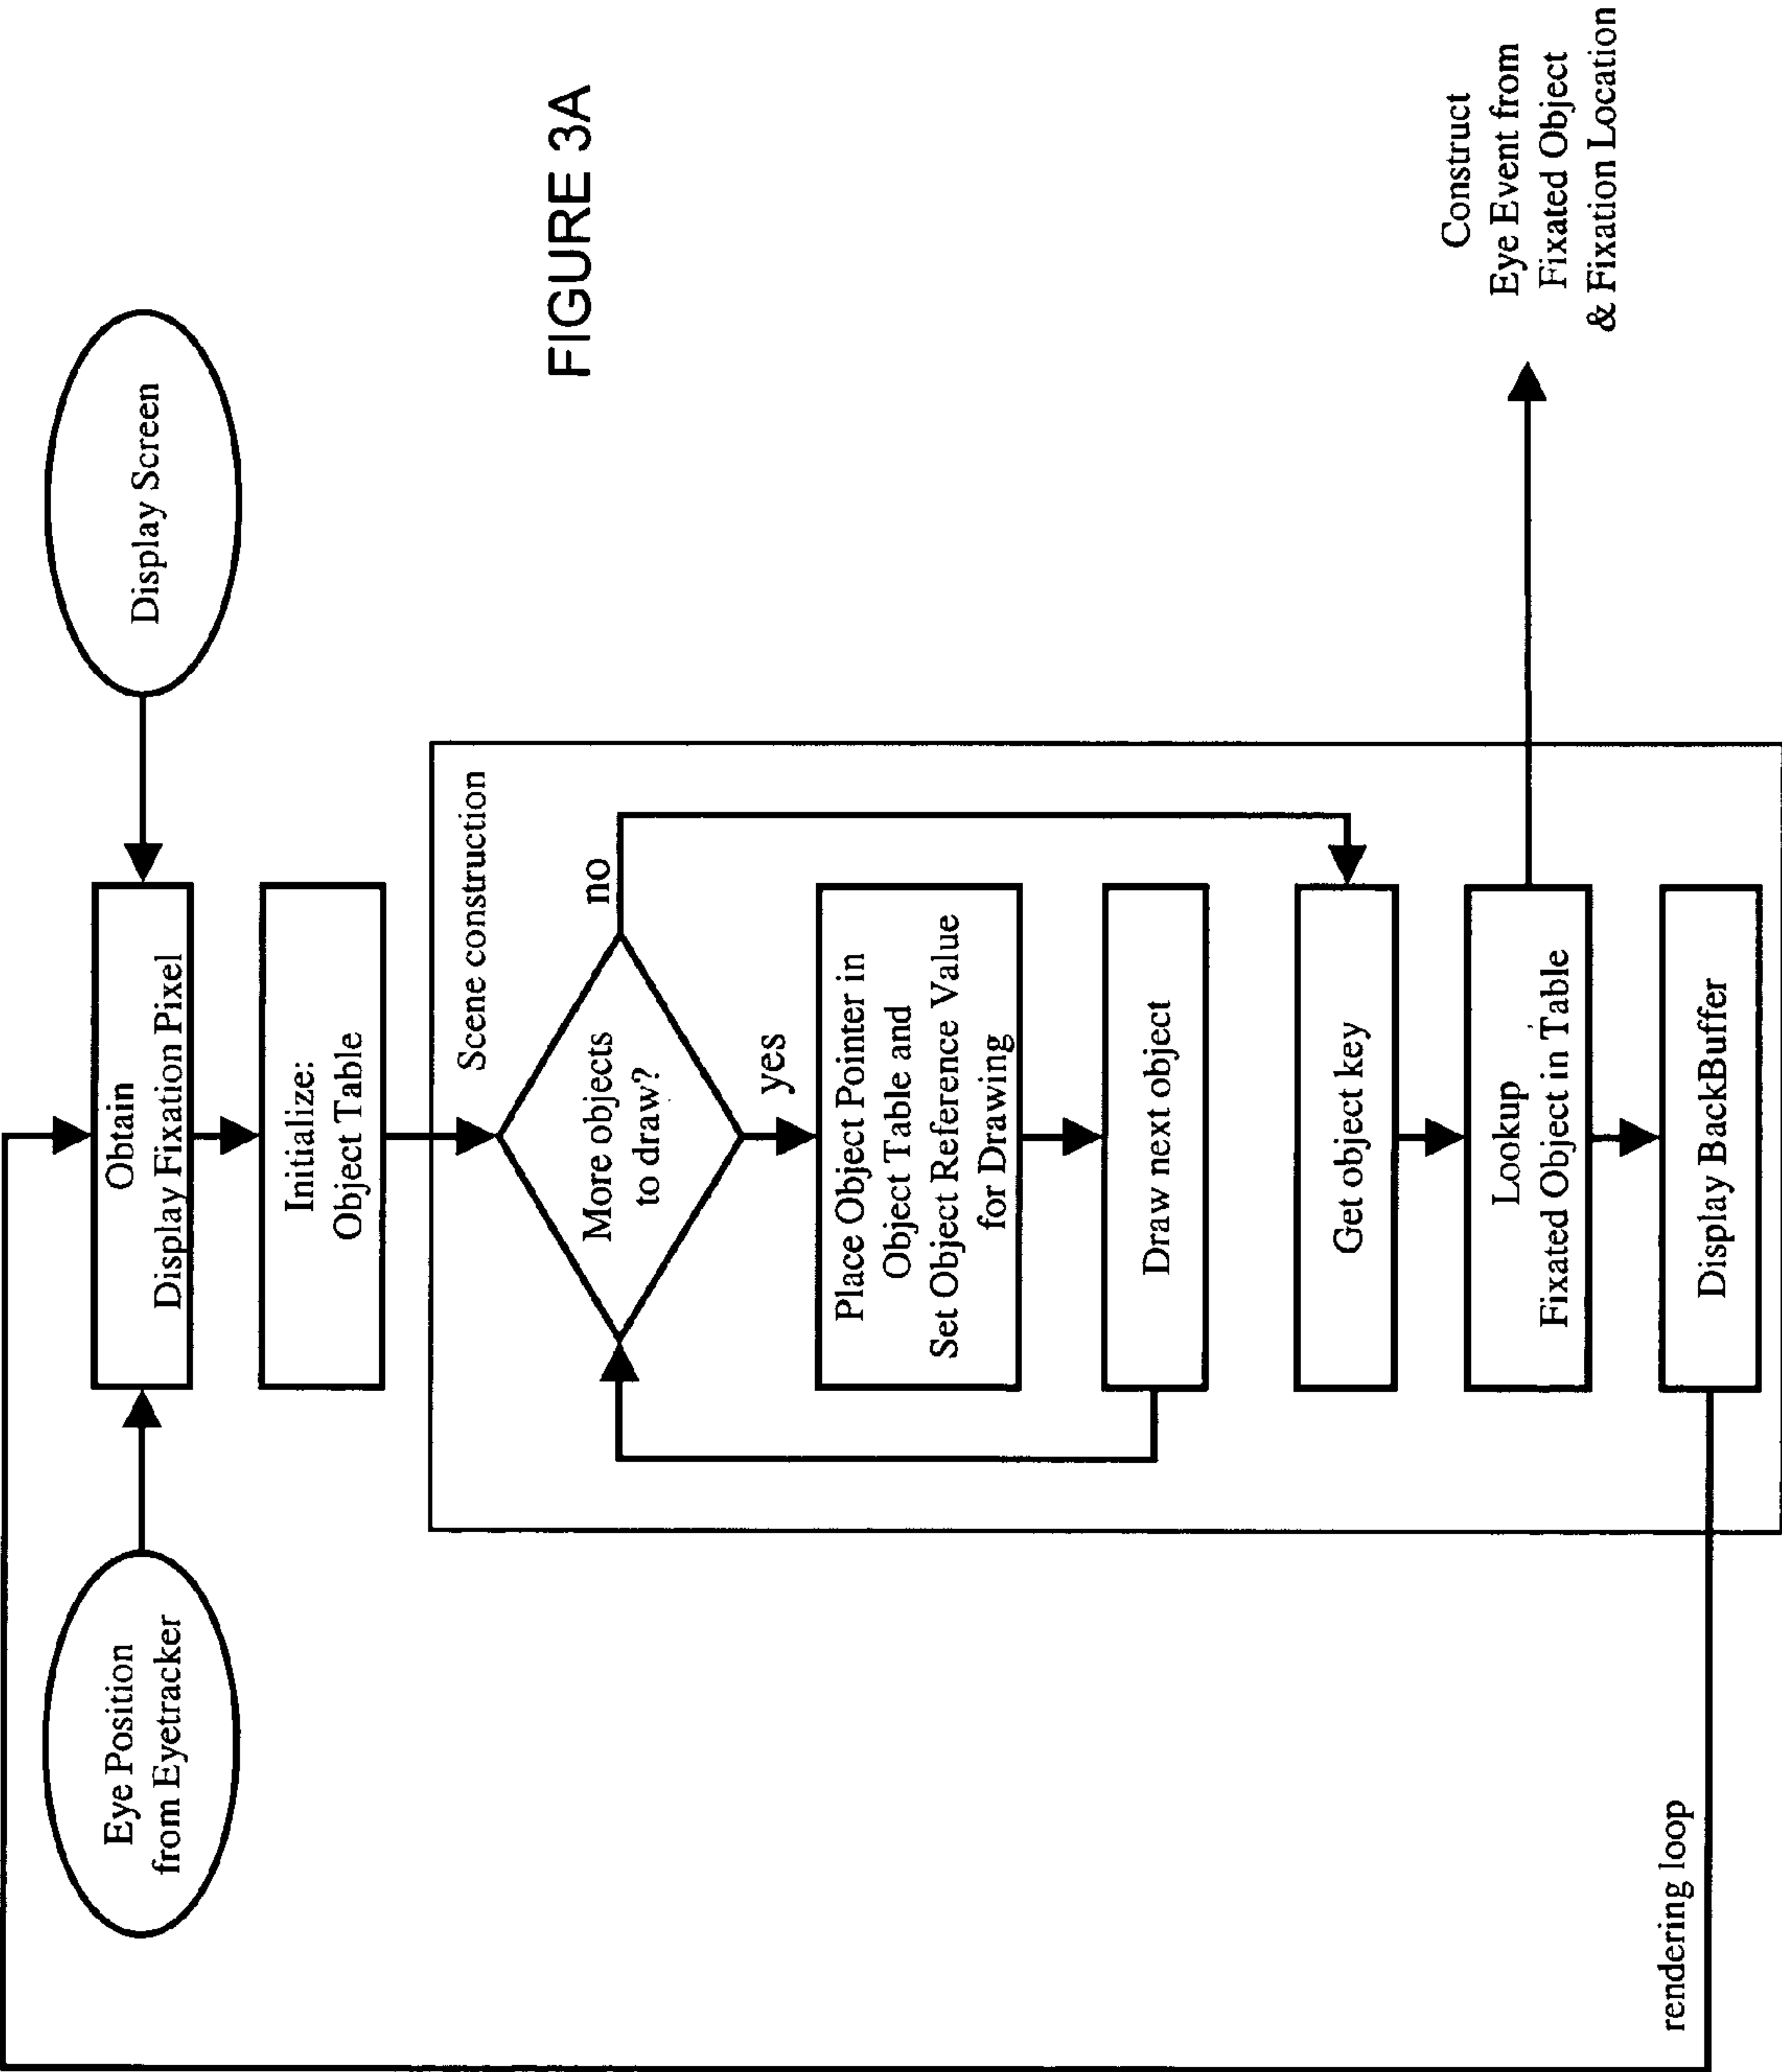 Eye Position
from Eyetracker
Obtain
Display Fixation Pixel
Display Screen
Initialize:
Object Table
Scene construction
More objects
to draw?
no
yes
Place Object Pointer in
Object Table and
Set Object Reference Value
for Drawing
Draw next object
Get object key
Lookup
Fixated Object in Table
Display BackBuffer
rendering loop
Construct
Eye Event from
Fixated Object
& Fixation Location
FIGURE 3A